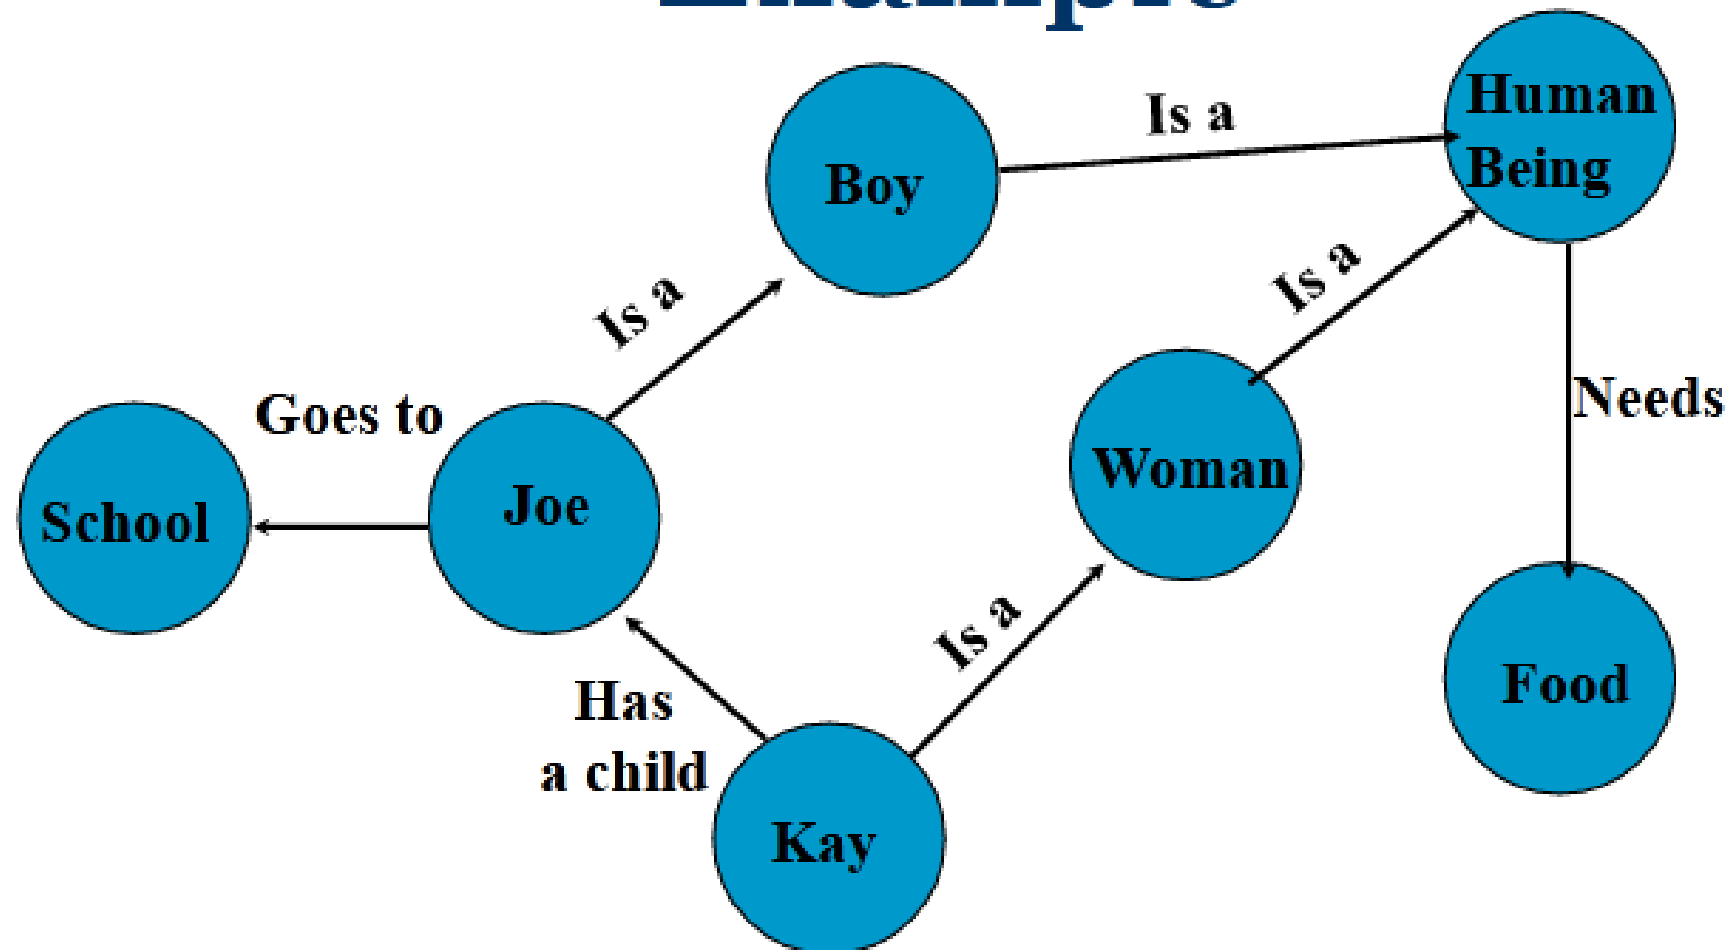 Human
Being
Is a
Boy
Is a
Is a
Needs
Goes to
Woman
Joe
School
Is a
Has
a child
Food
Kay